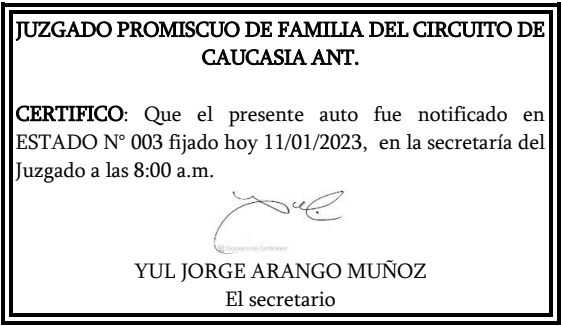 JUZGADO PROMISCUO DE FAMILIA DEL CIRCUITO DE
CAUCASIA ANT.
CERTIFICO: Que el presente auto fue notificado en
ESTADO N° 003 fijado hoy 11/01/2023, en la secretaría del
Juzgado a las 8:00 a.m.
YUL JORGE ARANGO MUÑOZ
El secretario